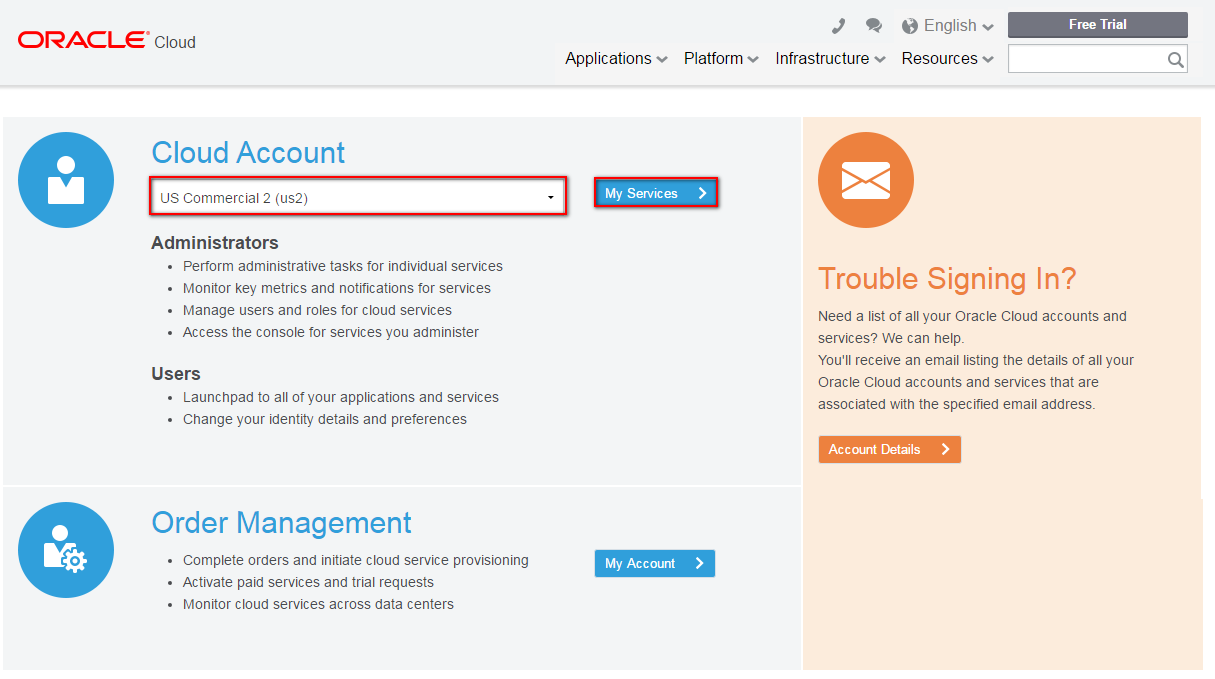 ORACLE Cloud
English
Free Trial
Applications Platform Infrastructure Resources
Cloud Account
US Commercial 2 (us2)
My Services
Administrators
• Perform administrative tasks for individual services
• Monitor key metrics and notifications for services
• Manage users and roles for cloud services
• Access the console for services you administer
Users
• Launchpad to all of your applications and services
• Change your identity details and preferences
Trouble Signing In?
Need a list of all your Oracle Cloud accounts and
services? We can help.
You'll receive an email listing the details of all your
Oracle Cloud accounts and services that are
associated with the specified email address.
Account Details
Order Management
• Complete orders and initiate cloud service provisioning
• Activate paid services and trial requests
• Monitor cloud services across data centers
My Account